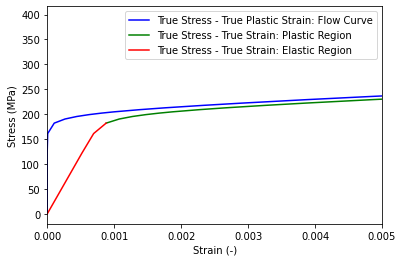 400
350
300
250
200
150
100
50
0
Stress (MPa)
True Stress - True Plastic Strain: Flow Curve
True Stress - True Strain: Plastic Region
True Stress - True Strain: Elastic Region
0.000 0.001 0.002 0.003 0.004 0.005
Strain (-)